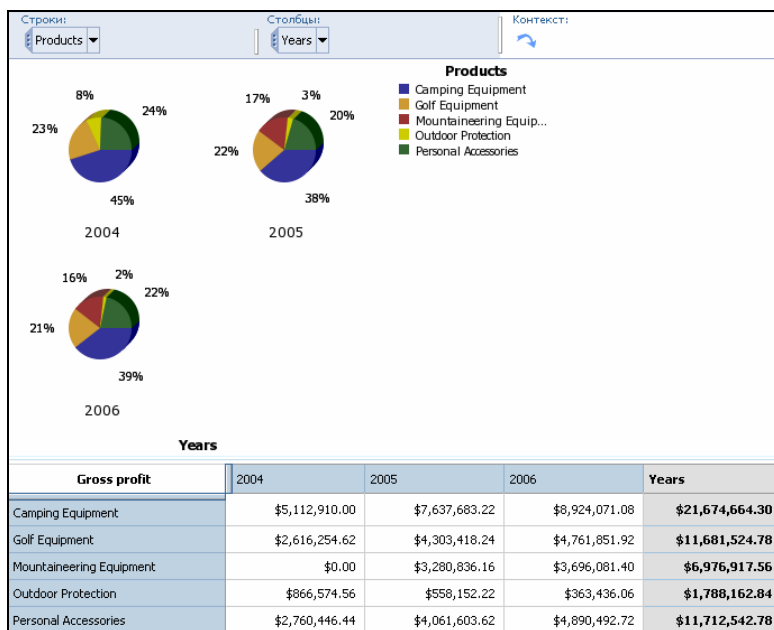 Строки: Столбцы: Контекст:
Products Years
Products
Camping Equipment
Golf Equipment
Mountaineering Equip...
Outdoor Protection
Personal Accessories
8% 24% 23% 45%
2004
17% 3% 20% 22% 38%
2005
16% 2% 22% 21% 39%
2006
Years
Gross profit 2004 2005 2006 Years
Camping Equipment $5,112,910.00 $7,637,683.22 $8,924,071.08 $21,674,664.30
Golf Equipment $2,616,254.62 $4,303,418.24 $4,761,851.92 $11,681,524.78
Mountaineering Equipment $0.00 $3,280,836.16 $3,696,081.40 $6,976,917.56
Outdoor Protection $866,574.56 $558,152.22 $363,436.06 $1,788,162.84
Personal Accessories $2,760,446.44 $4,061,603.62 $4,890,492.72 $11,712,542.78